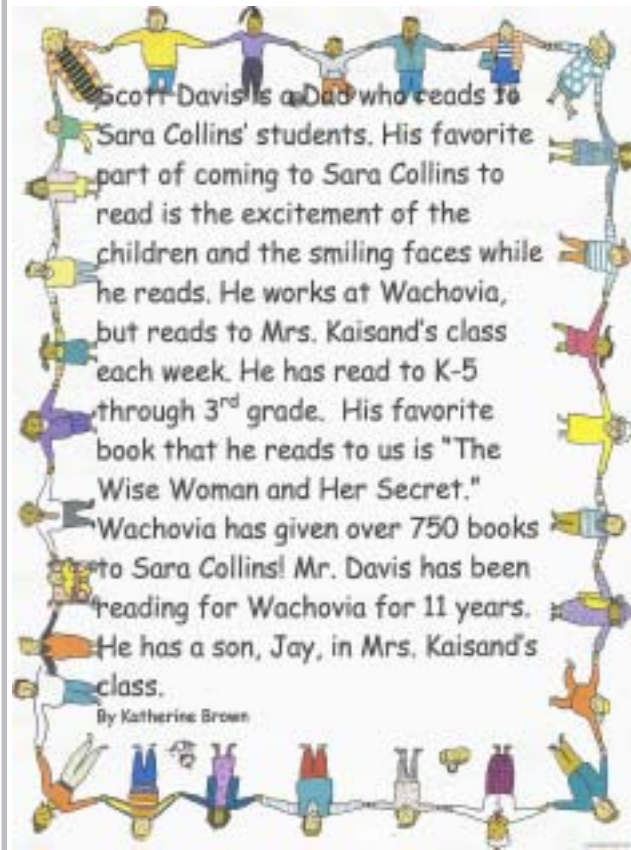 Scott Davis is a Dad who reads to
Sara Collins' students. His favorite
part of coming to Sara Collins to
read is the excitement of the
children and the smiling faces while
he reads. He works at Wachovia,
but reads to Mrs. Kaisand's class
each week. He has read to K-5
through 3rd grade. His favorite
book that he reads to us is "The
Wise Woman and Her Secret."
Wachovia has given over 750 books
to Sara Collins! Mr. Davis has been
reading for Wachovia for 11 years.
He has a son, Jay, in Mrs. Kaisand's
class.
By Katherine Brown